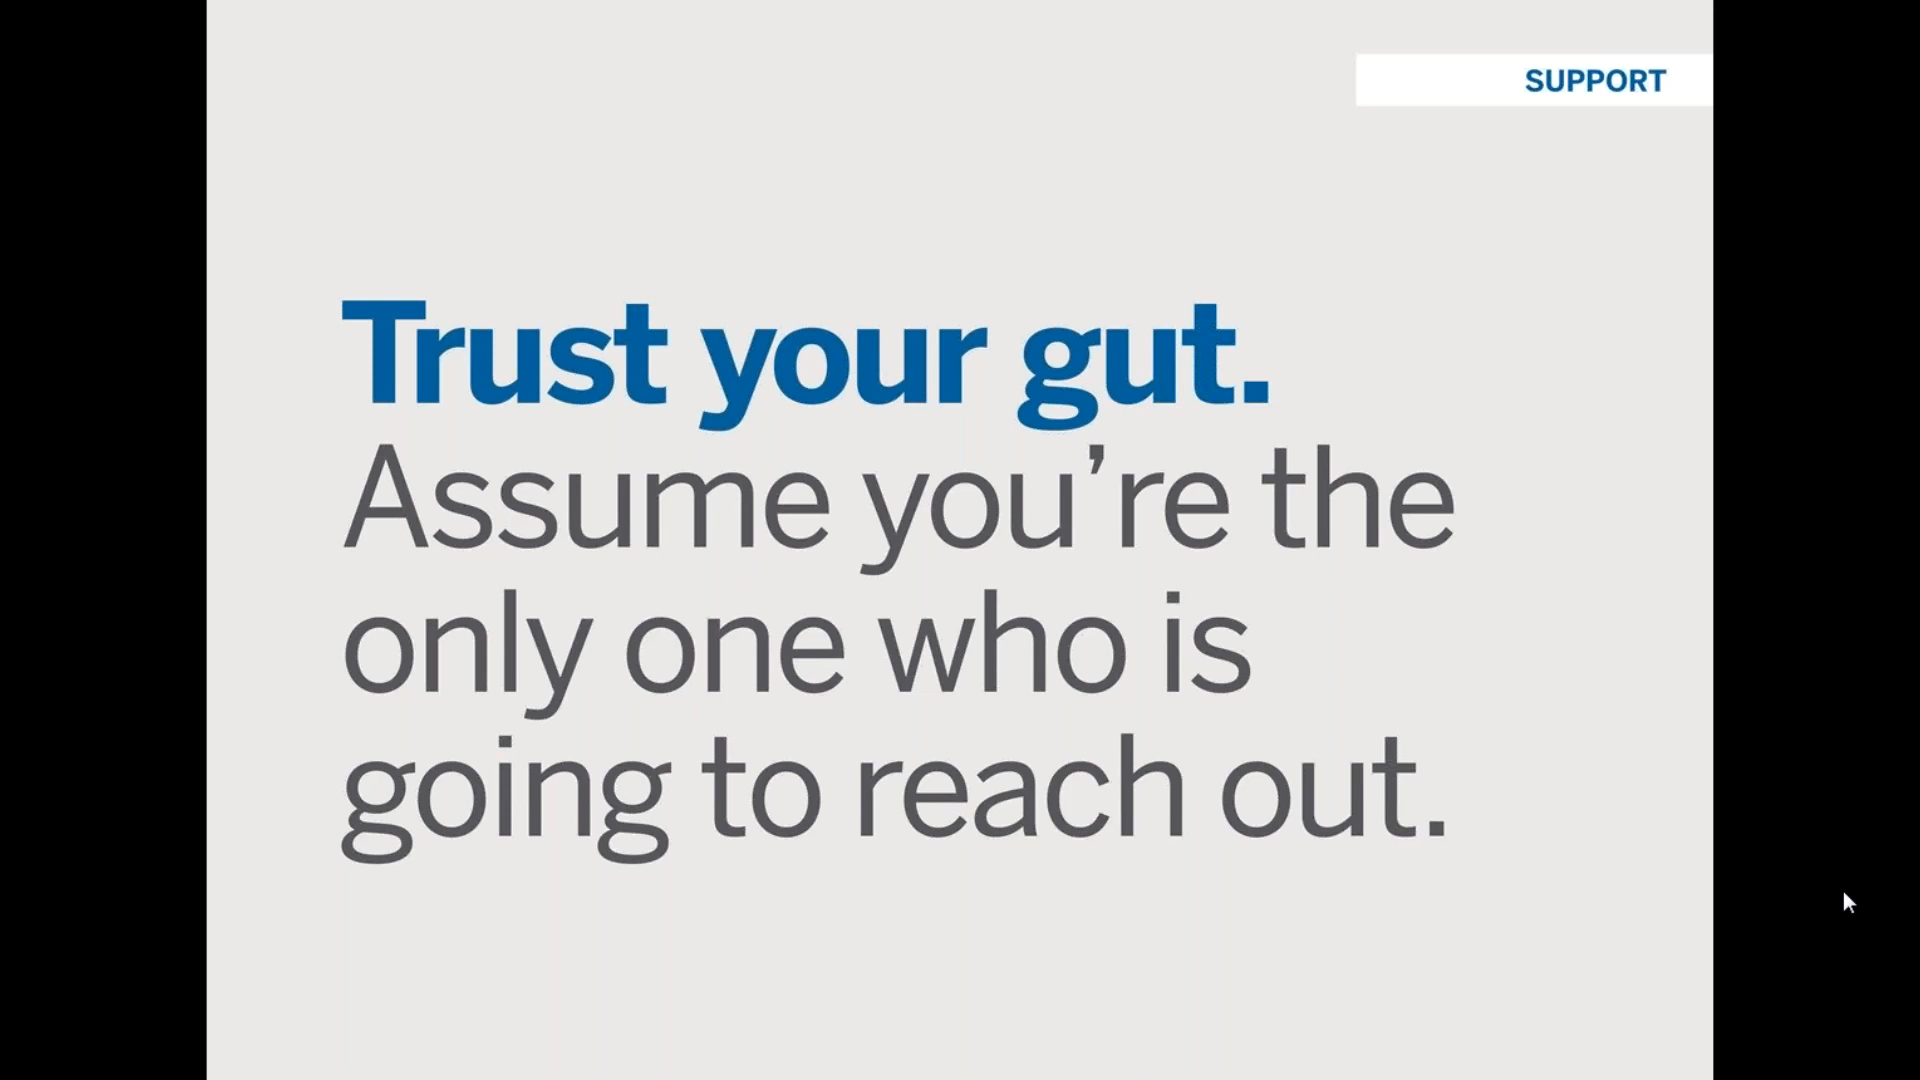 SUPPORT
Trust your gut.
Assume you’re the
only one who is
going to reach out.